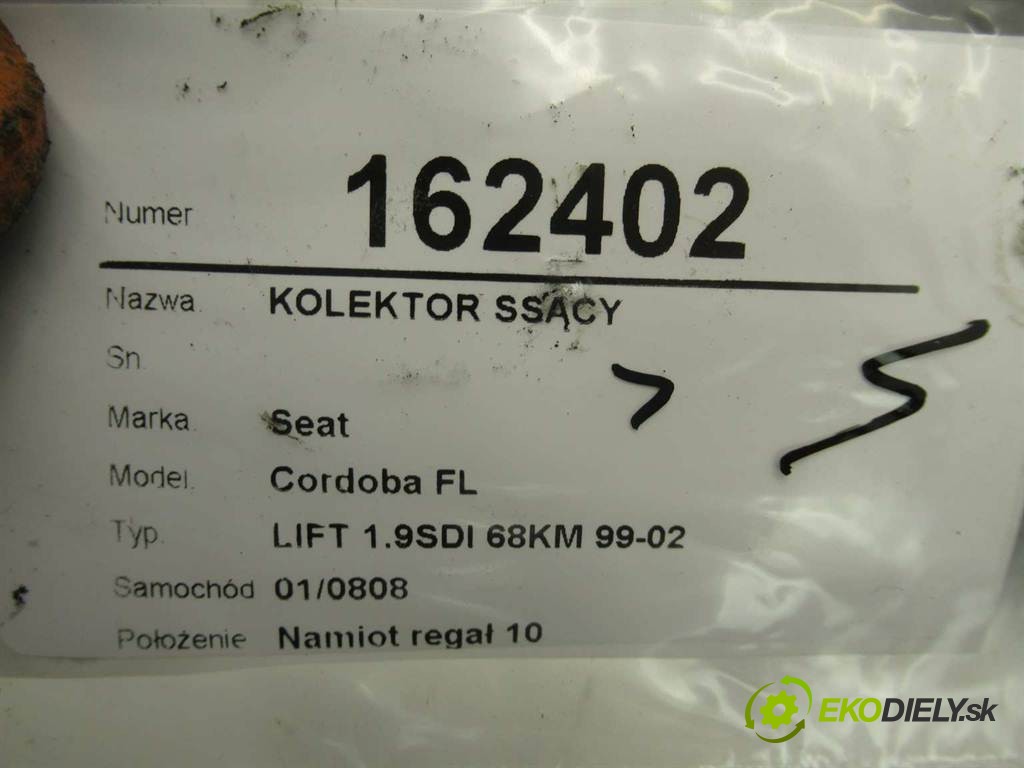 Numer 162402
Nazwa. KOLEKTOR SSĄCY
Sn.
Marka. Seat
Model. Cordoba FL
Typ. LIFT 1.9SDI 68KM 99-02
Samochód 01/0808
Położenie Namiot regał 10
EKODIELY.sk